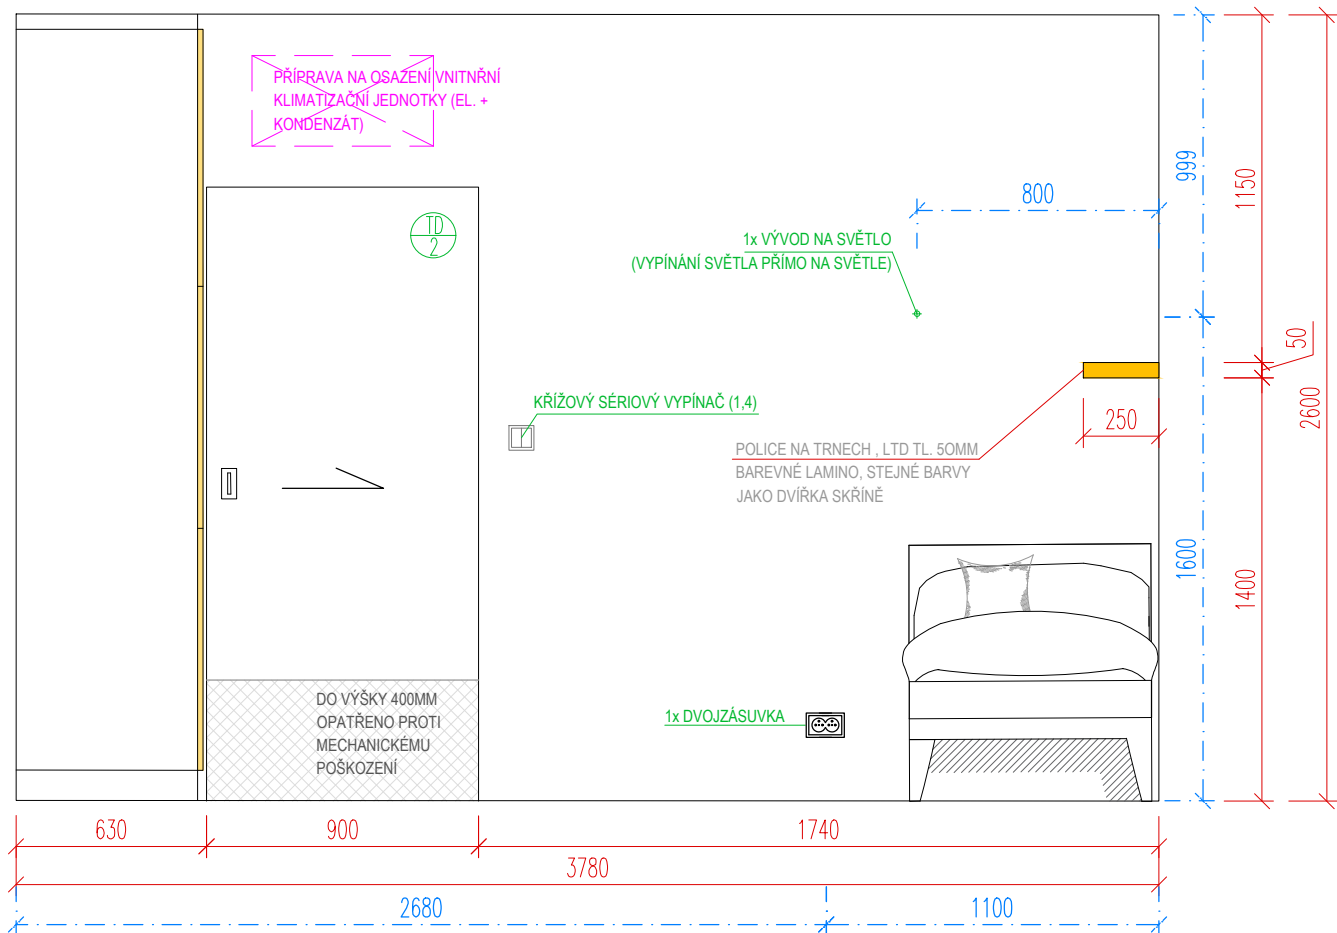 PŘÍPRAVA NA OSAZENÍ VNITNŘNÍ
KLIMATIZAČNÍ JEDNOTKY (EL. +
KONDENZÁT)
TD
2
1x VÝVOD NA SVĚTLO
(VYPÍNÁNÍ SVĚTLA PŘÍMO NA SVĚTLE)
800
999
1150
50
2600
KŘÍŽOVÝ SÉRIOVÝ VYPÍNAČ (1,4)
250
POLICE NA TRNECH , LTD TL. 50MM
BAREVNÉ LAMINO, STEJNÉ BARVY
JAKO DVÍŘKA SKŘÍNĚ
1600
1400
DO VÝŠKY 400MM
OPATŘENO PROTI
MECHANICKÉMU
POŠKOZENÍ
1x DVOJZÁSUVKA
630
900
1740
3780
2680
1100